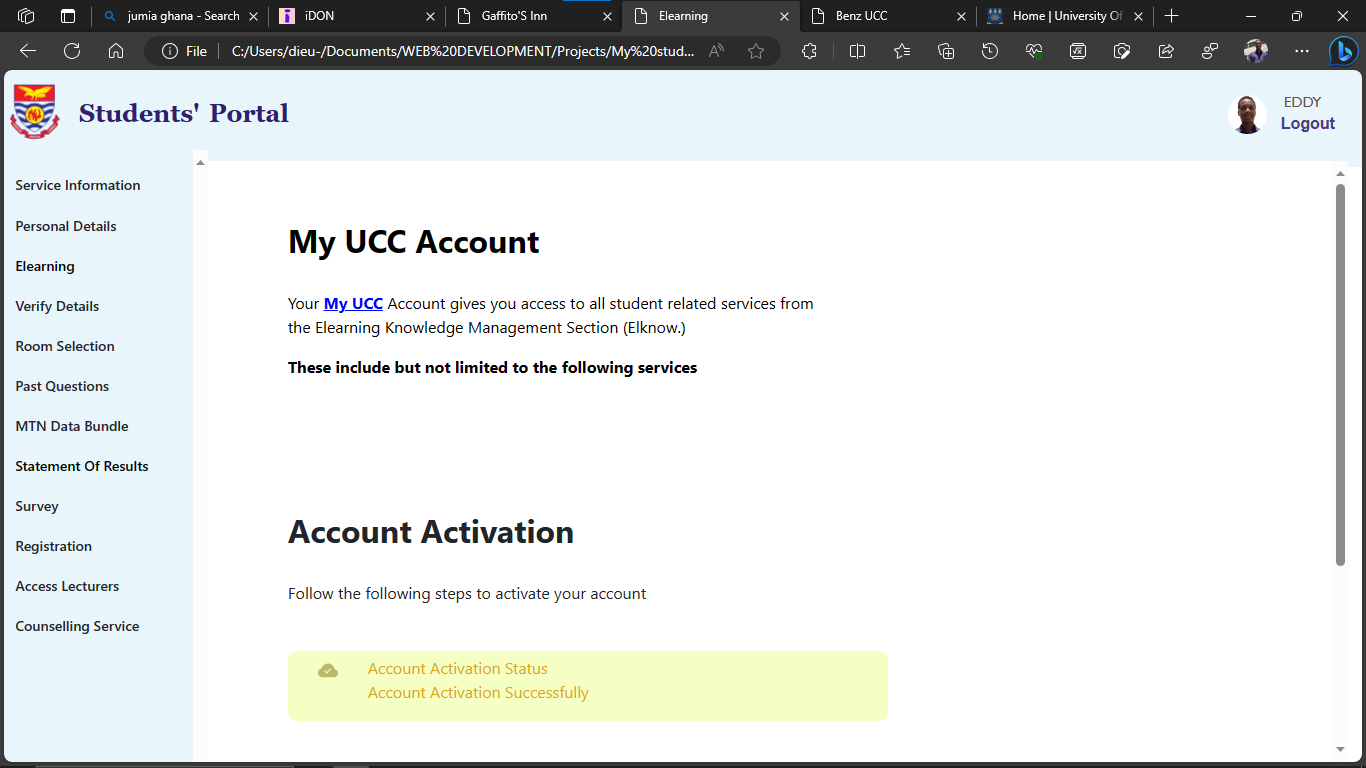 jumia ghana - Search
iDON
Gaffito'S Inn
Elearning
Benz UCC
Home | University Of
File
C:/Users/dieu-/Documents/WEB%20DEVELOPMENT/Projects/My%20stud...
Students' Portal
EDDY
Logout
Service Information
Personal Details
Elearning
Verify Details
Room Selection
Past Questions
MTN Data Bundle
Statement Of Results
Survey
Registration
Access Lecturers
Counselling Service
My UCC Account
Your My UCC Account gives you access to all student related services from
the Elearning Knowledge Management Section (Elknow.)
These include but not limited to the following services
Account Activation
Follow the following steps to activate your account
Account Activation Status
Account Activation Successfully